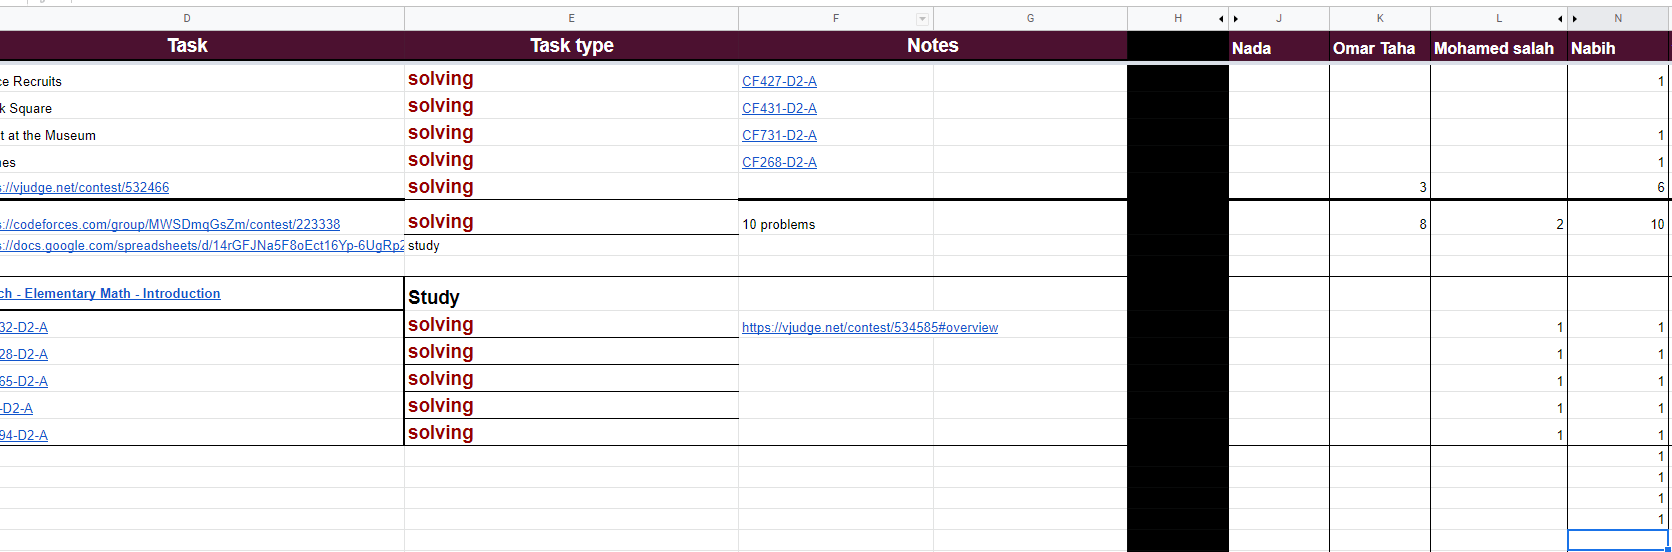 D E F G H J K L N
Task Task type Notes Nada Omar Taha Mohamed salah Nabih
ce Recruits solving CF427-D2-A 1
k Square solving CF431-D2-A
t at the Museum solving CF731-D2-A 1
nes solving CF268-D2-A 1
s://vjudge.net/contest/532466 solving 3 6
s://codeforces.com/group/MWSDmqGsZm/contest/223338 solving 10 problems 8 2 10
s://docs.google.com/spreadsheets/d/14rGFJNa5F8oEct16Yp-6UgRp2 study
ch - Elementary Math - Introduction Study
32-D2-A solving https://vjudge.net/contest/534585#overview 1 1
28-D2-A solving 1 1
65-D2-A solving 1 1
-D2-A solving 1 1
94-D2-A solving 1 1
1
1
1
1